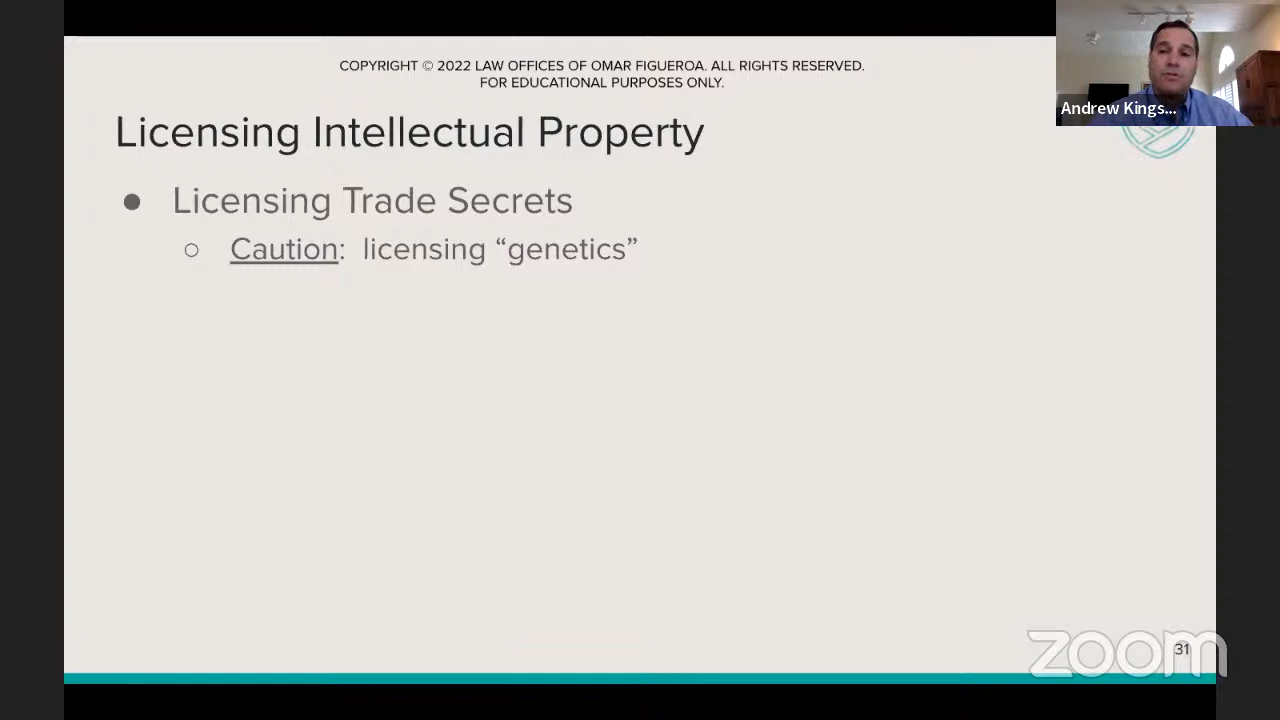 COPYRIGHT © 2022 LAW OFFICES OF OMAR FIGUEROA. ALL RIGHTS RESERVED.
FOR EDUCATIONAL PURPOSES ONLY.
Andrew Kings...
Licensing Intellectual Property
● Licensing Trade Secrets
○ Caution: licensing “genetics”
zoom
31